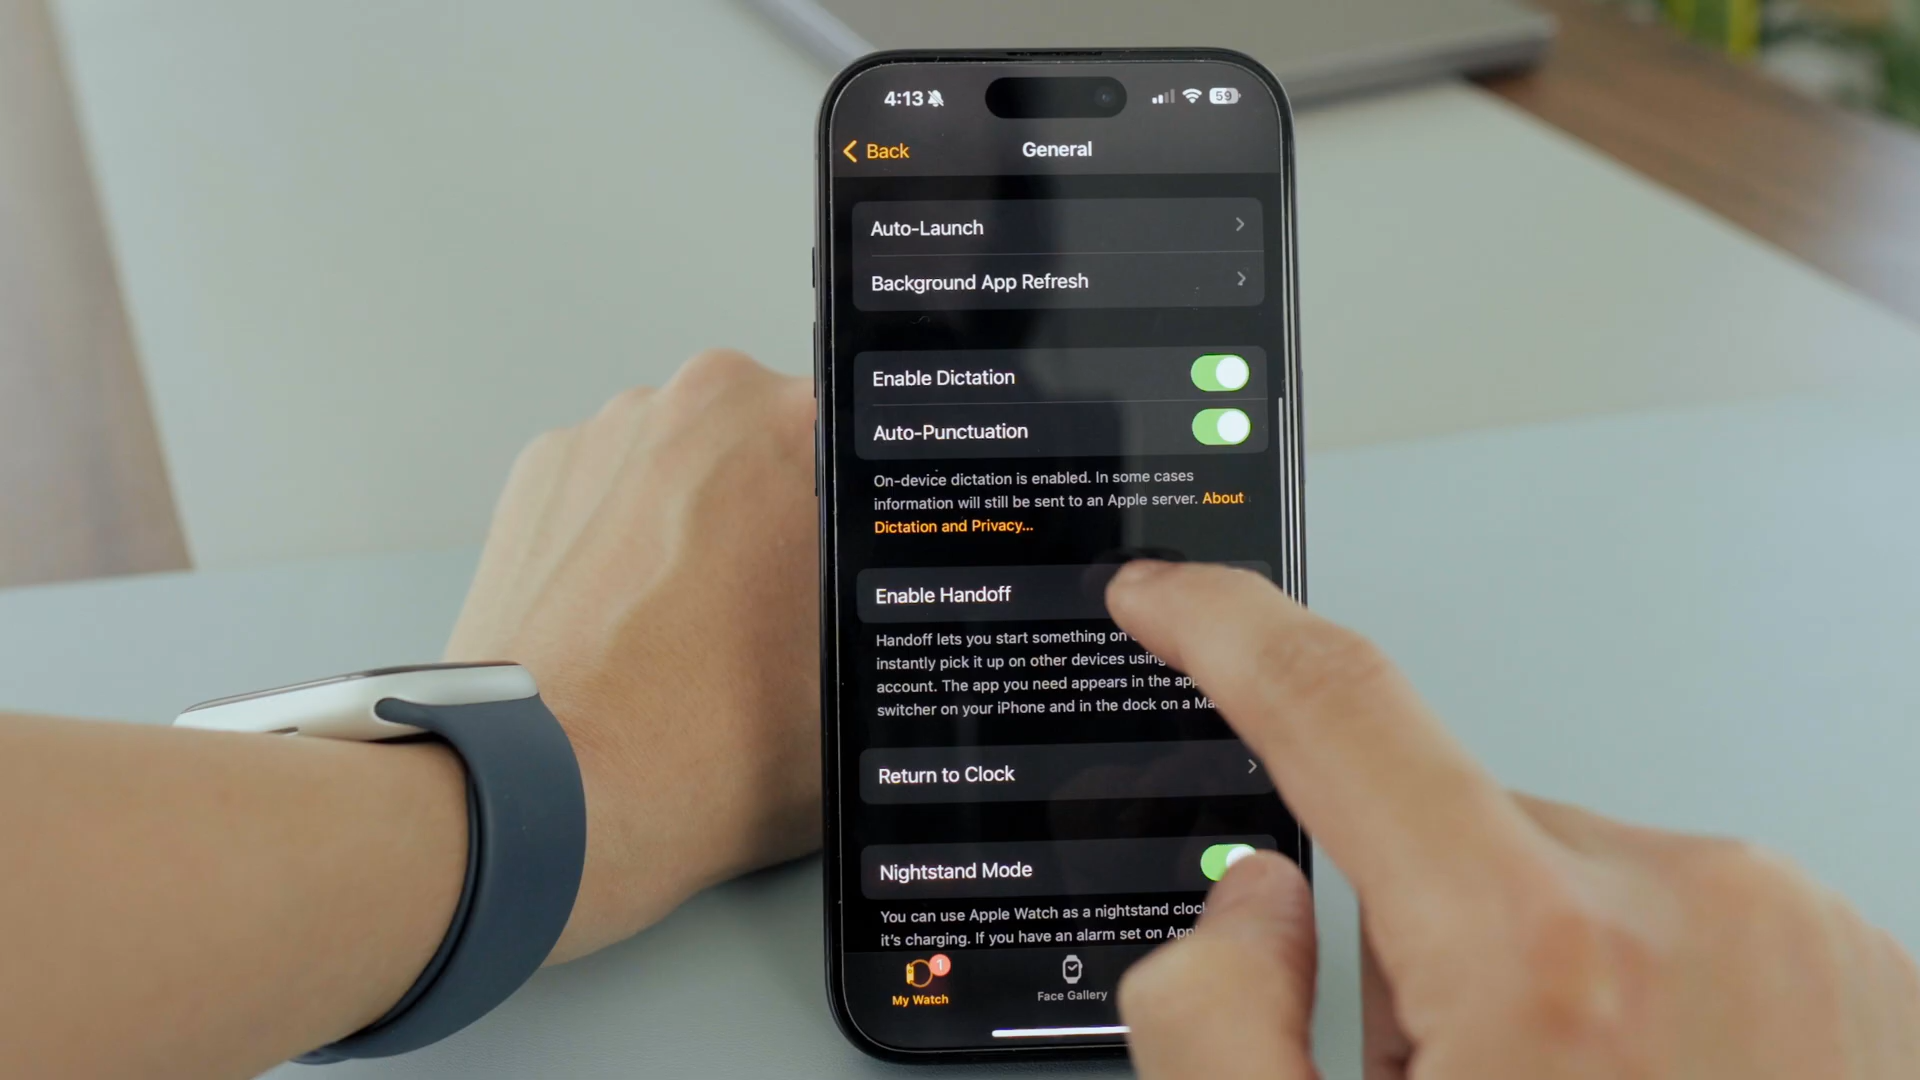 4:13
59
Back
General
Auto-Launch
Background App Refresh
Enable Dictation
Auto-Punctuation
On-device dictation is enabled. In some cases
information will still be sent to an Apple server. About
Dictation and Privacy...
Enable Handoff
Handoff lets you start something on
instantly pick it up on other devices using
account. The app you need appears in the app
switcher on your iPhone and in the dock on a
Return to Clock
Nightstand Mode
You can use Apple Watch as a nightstand clock
it's charging. If you have an alarm set on
1
My Watch
Face Gallery